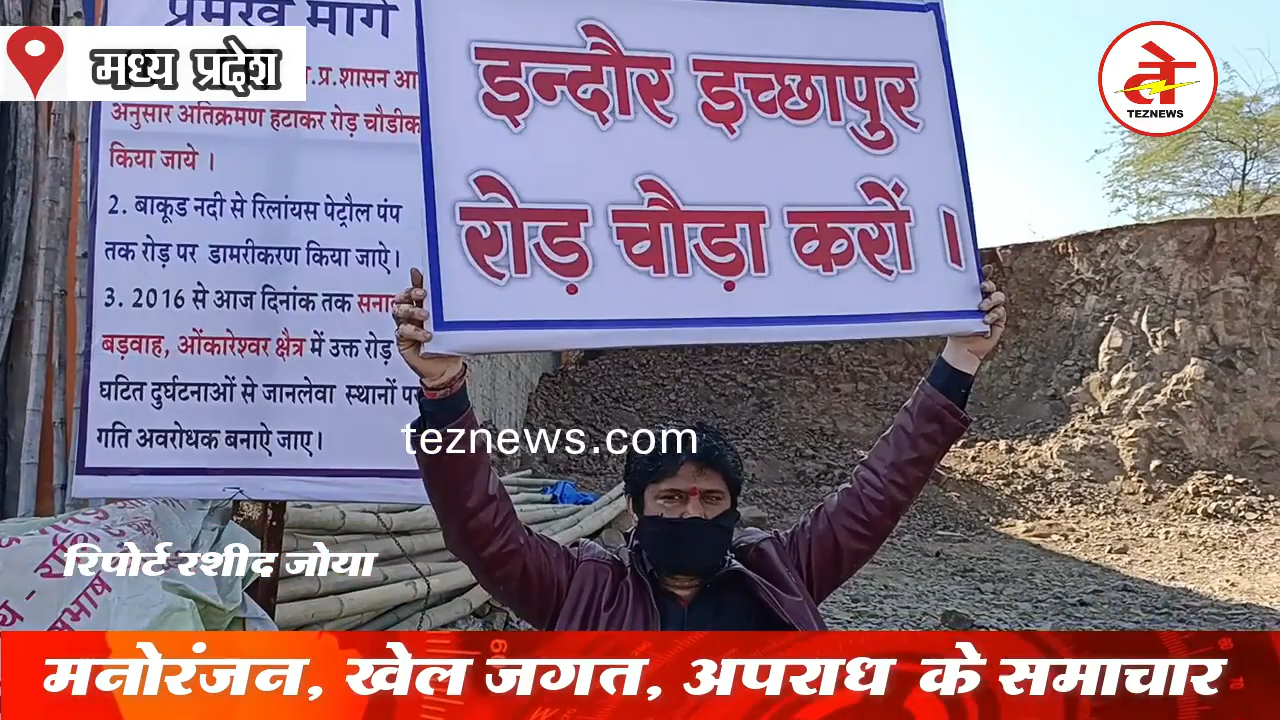 प्रमुख मांगे
मध्य प्रदेश
प्र.शासन
अनुसार अतिक्रमण हटाकर रोड़ चौडीक
किया जाये ।
2. बाकूड नदी से रिलांयस पेट्रौल पंप
तक रोड़ पर डामरीकरण किया जाऐ।
3. 2016 से आज दिनांक तक
बड़वाह, ओंकारेश्वर क्षैत्र में उक्त रोड़
घटित दुर्घटनाओं से जानलेवा स्थानों पर
गति अवरोधक बनाऐ जाए।
इन्दौर इच्छापुर
रोड़ चौड़ा करों ।
ते
TEZNEWS
teznews.com
रिपोर्ट रशीद जोया
मनोरंजन, खेल जगत, अपराध के समाचार